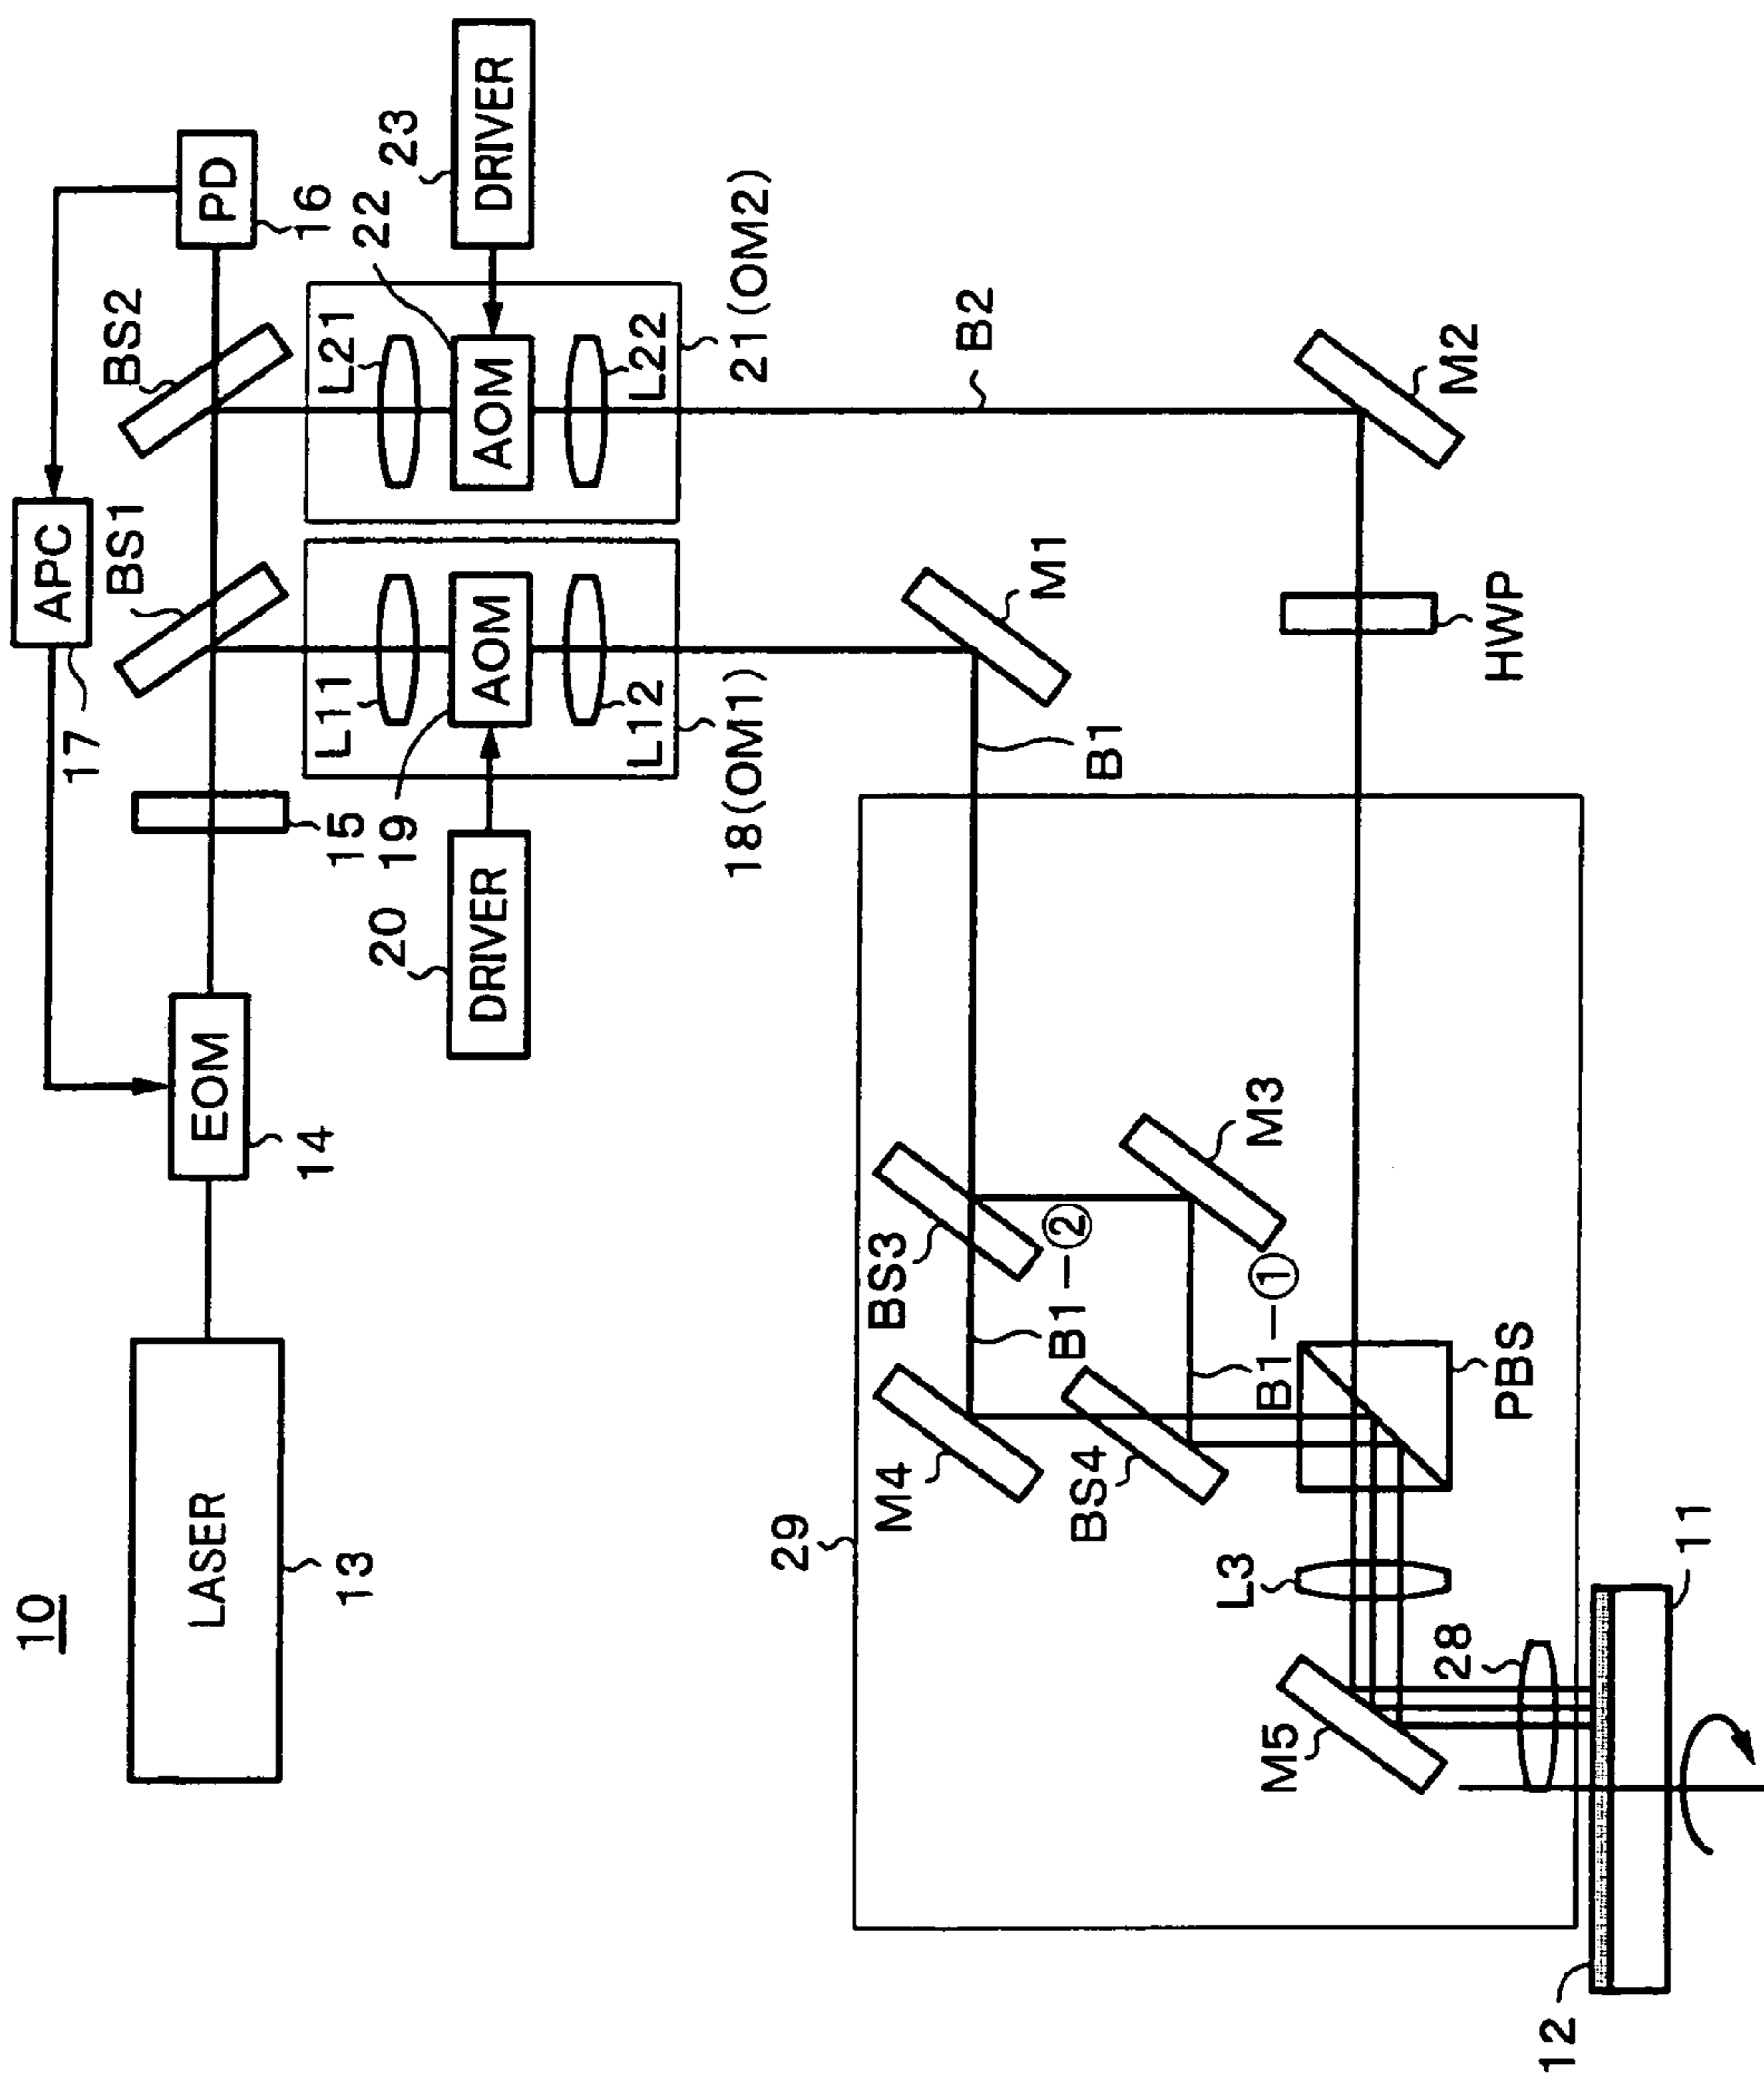 10
LASER
13
EOM
14
15
APC
17
BS1
BS2
PD
16
L11
AOM
19
L12
18(OM1)
DRIVER
20
L21
AOM
22
L22
21(OM2)
DRIVER
23
B2
M2
HWP
M1
B1
29
BS3
B1-②
M3
B1-①
M4
BS4
PBS
L3
M5
28
11
12